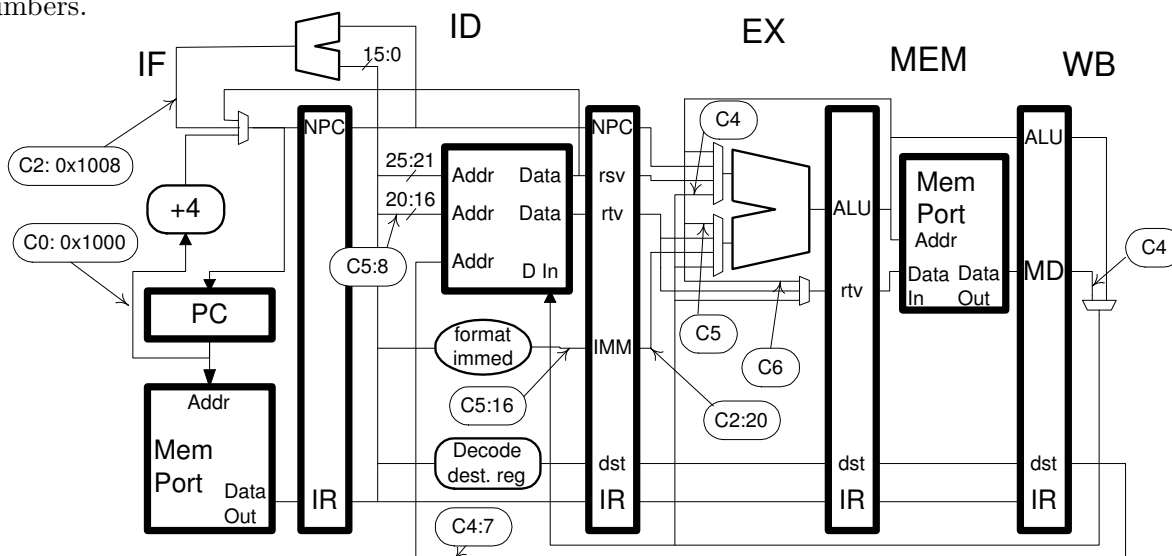 umbers.
IF
ID
EX
MEM
WB
15:0
C2: 0x1008
+4
C0: 0x1000
PC
Addr
Mem
Port
Data
Out
NPC
IR
25:21
20:16
C5:8
Addr
Data
Addr
Data
Addr
D In
format
immed
C5:16
Decode
dest. reg
C4:7
NPC
rsv
rtv
IMM
dst
IR
C4
C5
C6
C2:20
ALU
rtv
dst
IR
Mem
Port
Addr
Data
In
Data
Out
ALU
MD
dst
IR
C4